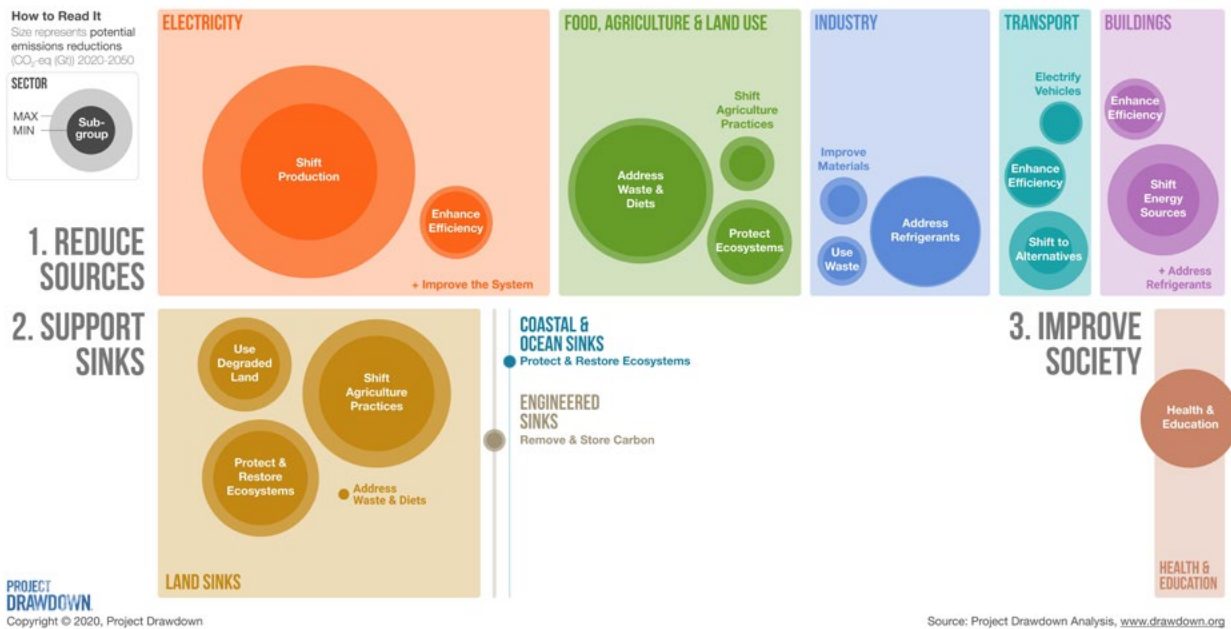 How to Read It
Size represents potential
emissions reductions
(CO₂-eq (Gt)) 2020-2050
SECTOR
MAX
MIN
Sub-
group
1. REDUCE
SOURCES
ELECTRICITY
Shift
Production
Enhance
Efficiency
+ Improve the System
FOOD, AGRICULTURE & LAND USE
Address
Waste &
Diets
Shift
Agriculture
Practices
Protect
Ecosystems
INDUSTRY
Improve
Materials
Use
Waste
Address
Refrigerants
TRANSPORT
Electrify
Vehicles
Enhance
Efficiency
Shift to
Alternatives
BUILDINGS
Enhance
Efficiency
Shift
Energy
Sources
+ Address
Refrigerants
2. SUPPORT
SINKS
Use
Degraded
Land
Shift
Agriculture
Practices
Protect &
Restore
Ecosystems
Address
Waste & Diets
LAND SINKS
COASTAL &
OCEAN SINKS
Protect & Restore Ecosystems
ENGINEERED
SINKS
Remove & Store Carbon
3. IMPROVE
SOCIETY
Health &
Education
HEALTH &
EDUCATION
PROJECT
DRAWDOWN.
Copyright © 2020, Project Drawdown
Source: Project Drawdown Analysis, www.drawdown.org